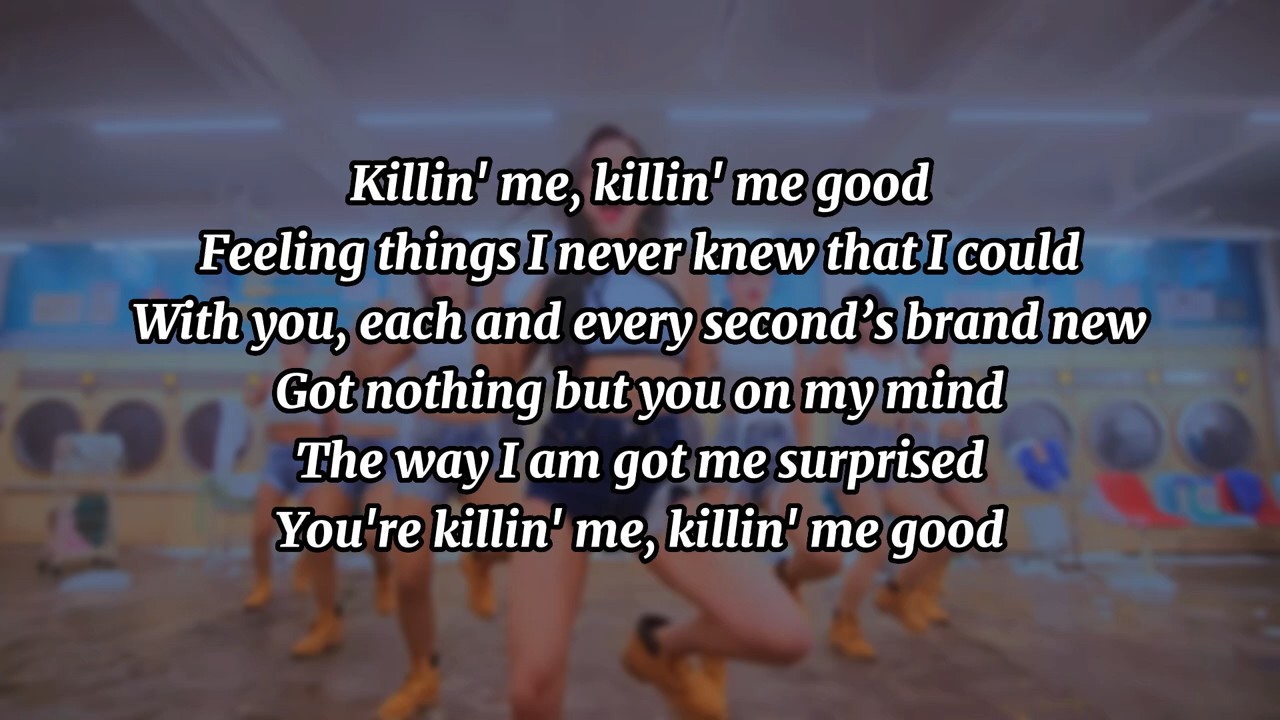 Killin' me, killin' me good
Feeling things I never knew that I could
With you, each and every second’s brand new
Got nothing but you on my mind
The way I am got me surprised
You're killin' me, killin' me good